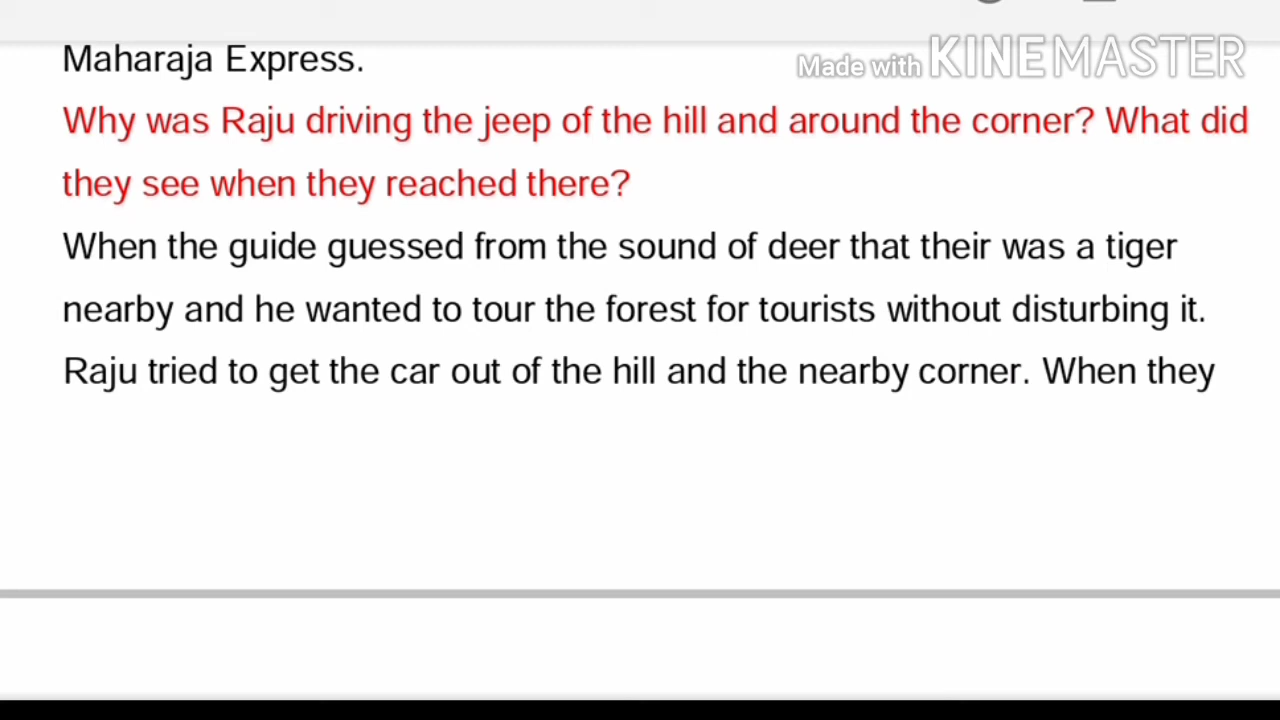 Maharaja Express.
Made with KINEMASTER
Why was Raju driving the jeep of the hill and around the corner? What did
they see when they reached there?
When the guide guessed from the sound of deer that their was a tiger
nearby and he wanted to tour the forest for tourists without disturbing it.
Raju tried to get the car out of the hill and the nearby corner. When they